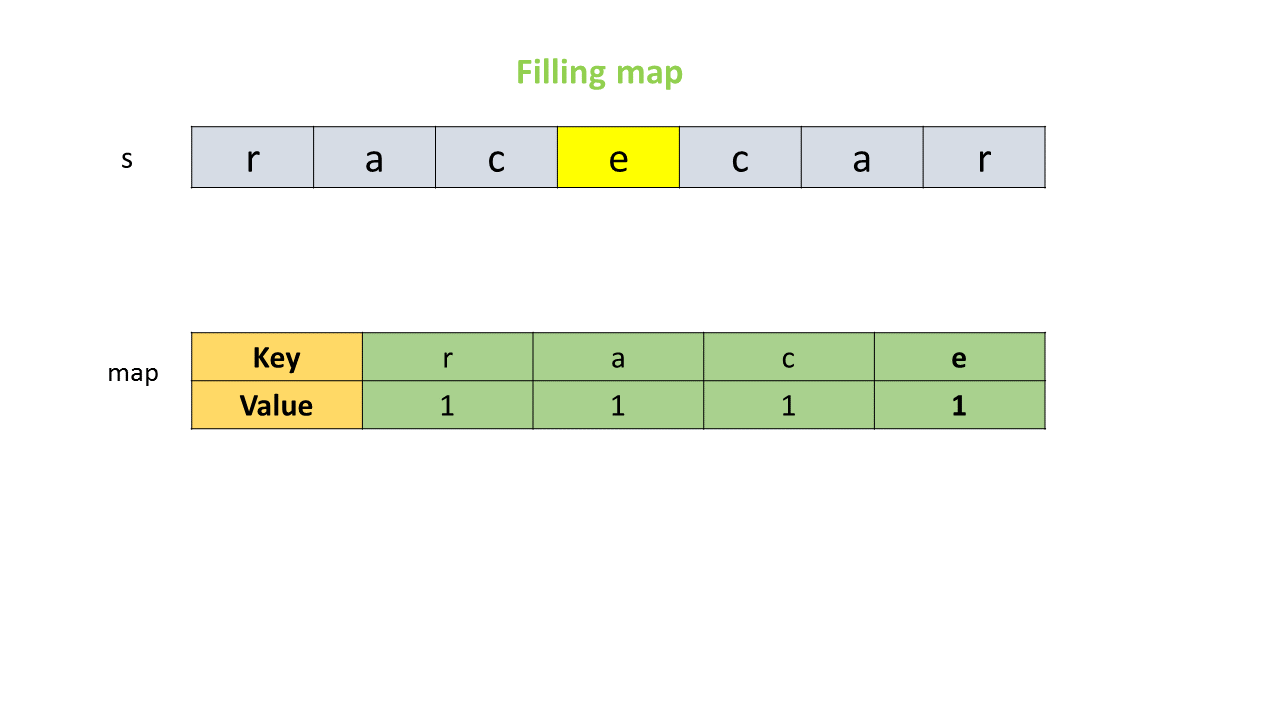 Filling map
s r a c e c a r
Key r a c e
map
Value 1 1 1 1